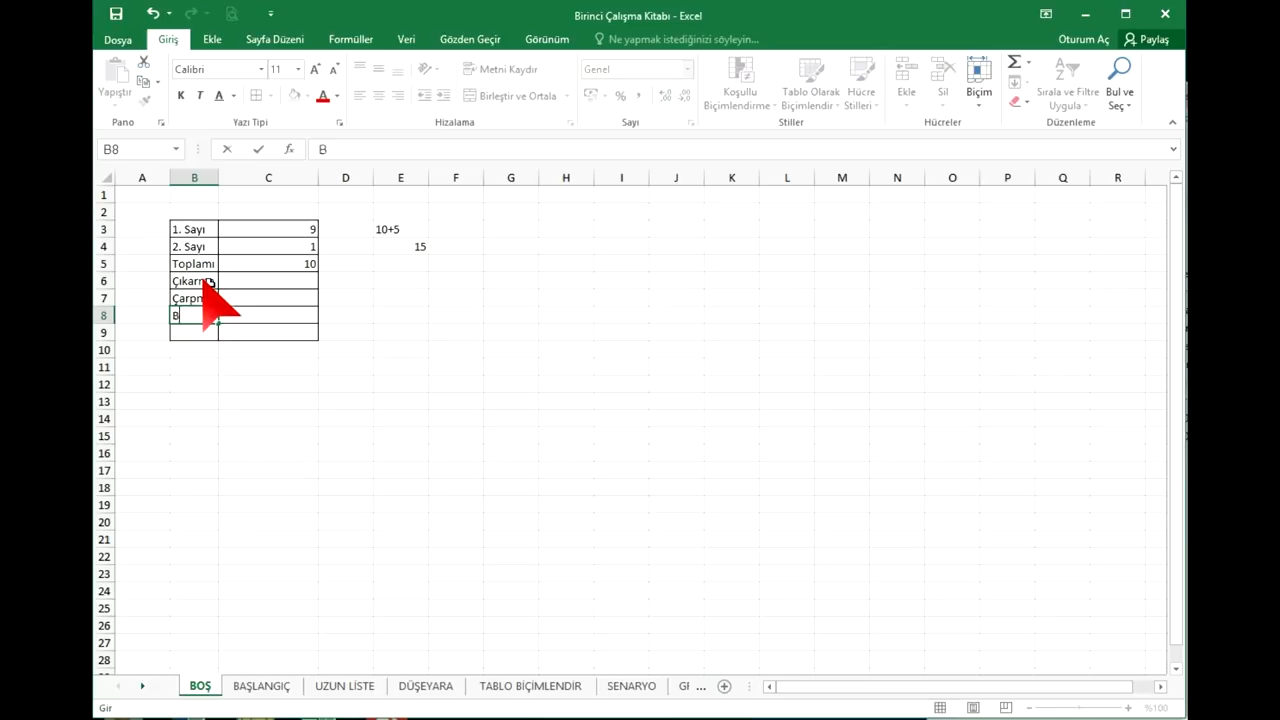 Birinci Çalışma Kitabı - Excel
Dosya Giriş Ekle Sayfa Düzeni Formüller Veri Gözden Geçir Görünüm Ne yapmak istediğinizi söyleyin... Oturum Aç Paylaş
Yapıştır
Calibri 11
K T A A
Metni Kaydır
Birleştir ve Ortala
Genel
%
Koşullu Biçimlendirme
Tablo Olarak Biçimlendir
Hücre Stilleri
Ekle Sil Biçim
Sırala ve Filtre Uygula
Bul ve Seç
Pano Yazı Tipi Hizalama Sayı Stiller Hücreler Düzenleme
B8 fx B
A B C D E F G H I J K L M N O P Q R
1
2
3 1. Sayı 9 10+5
4 2. Sayı 1 15
5 Toplamı 10
6
7
8 B
9
10
11
12
13
14
15
16
17
18
19
20
21
22
23
24
25
26
27
28
BOŞ BAŞLANGIÇ UZUN LİSTE DÜŞEYARA TABLO BİÇİMLENDİR SENARYO ...
Gir %100